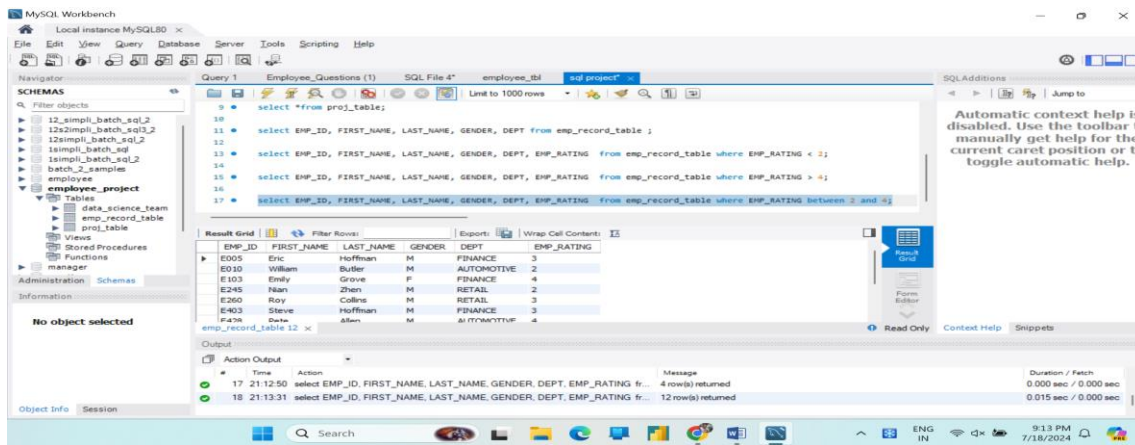 MySQL Workbench
Local instance MySQL80 ×
File Edit View Query Database Server Tools Scripting Help
Navigator
SCHEMAS
Filter objects
12_simpli_batch_sql_2
12s2impli_batch_sql3_2
12simpli_batch_sql_2
1simpli_batch_sql
1simpli_batch_sql_2
batch_2_samples
employee
employee_project
Tables
data_science_team
emp_record_table
proj_table
Views
Stored Procedures
Functions
manager
Administration Schemas
Information
No object selected
Object Info Session
Query 1 Employee_Questions (1) SQL File 4* employee_tbl sql project* ×
Limit to 1000 rows
9 select *from proj_table;
10
11 select EMP_ID, FIRST_NAME, LAST_NAME, GENDER, DEPT from emp_record_table ;
12
13 select EMP_ID, FIRST_NAME, LAST_NAME, GENDER, DEPT, EMP_RATING from emp_record_table where EMP_RATING < 2;
14
15 select EMP_ID, FIRST_NAME, LAST_NAME, GENDER, DEPT, EMP_RATING from emp_record_table where EMP_RATING > 4;
16
17 select EMP_ID, FIRST_NAME, LAST_NAME, GENDER, DEPT, EMP_RATING from emp_record_table where EMP_RATING between 2 and 4;
Result Grid Filter Rows: Export: Wrap Cell Content:
EMP_ID FIRST_NAME LAST_NAME GENDER DEPT EMP_RATING
E005 Eric Hoffman M FINANCE 3
E010 William Butler M AUTOMOTIVE 2
E103 Emily Grove F FINANCE 4
E245 Nian Zhen M RETAIL 2
E260 Roy Collins M RETAIL 3
E403 Steve Hoffman M FINANCE 3
E428 Pete Allen M AUTOMOTIVE 4
Result
Grid
Form
Editor
emp_record_table 12 × Read Only
Output
Action Output
# Time Action Message Duration / Fetch
17 21:12:50 select EMP_ID, FIRST_NAME, LAST_NAME, GENDER, DEPT, EMP_RATING fr... 4 row(s) returned 0.000 sec / 0.000 sec
18 21:13:31 select EMP_ID, FIRST_NAME, LAST_NAME, GENDER, DEPT, EMP_RATING fr... 12 row(s) returned 0.015 sec / 0.000 sec
SQLAdditions
Jump to
Automatic context help is
disabled. Use the toolbar
manually get help for the
current caret position or t
toggle automatic help.
Context Help Snippets
Search
ENG
IN
9:13 PM
7/18/2024